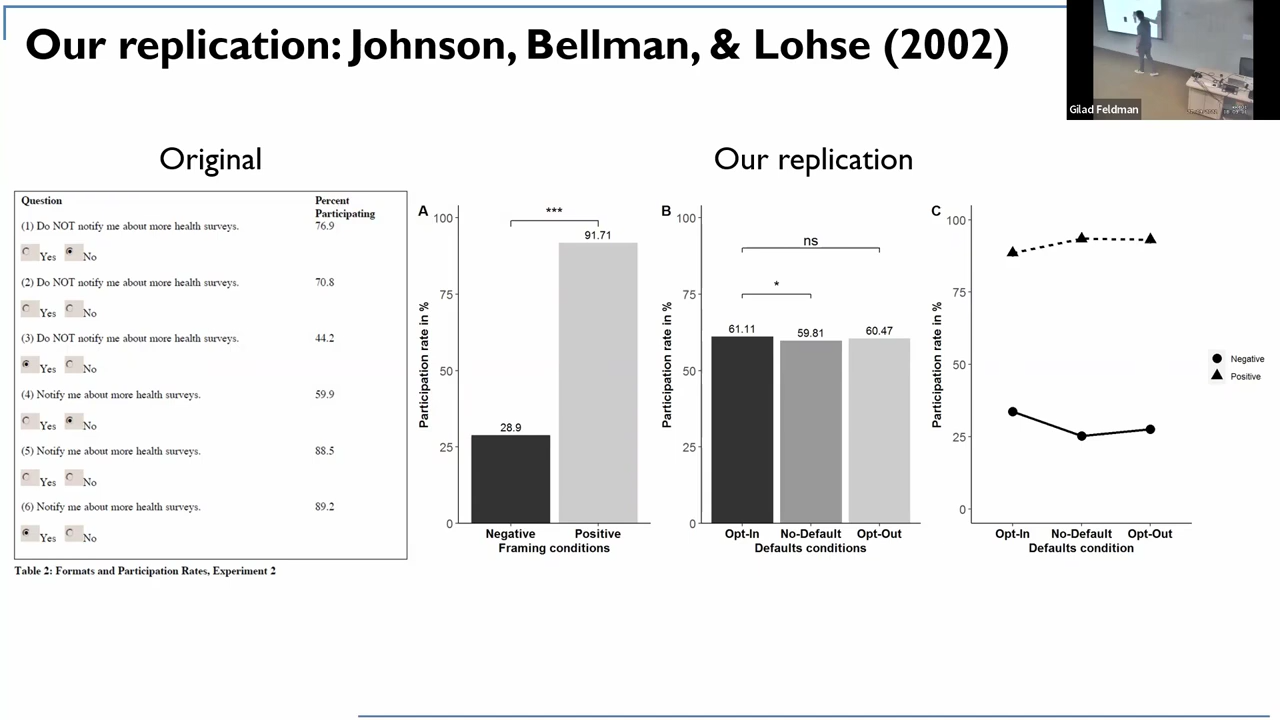 Our replication: Johnson, Bellman, & Lohse (2002)
Gilad Feldman
Original
Our replication
Question Percent Participating
(1) Do NOT notify me about more health surveys. 76.9
Yes No
(2) Do NOT notify me about more health surveys. 70.8
Yes No
(3) Do NOT notify me about more health surveys. 44.2
Yes No
(4) Notify me about more health surveys. 59.9
Yes No
(5) Notify me about more health surveys. 88.5
Yes No
(6) Notify me about more health surveys. 89.2
Yes No
Table 2: Formats and Participation Rates, Experiment 2
A
Participation rate in %
100
75
50
25
0
***
91.71
28.9
Negative Positive
Framing conditions
B
Participation rate in %
100
75
50
25
0
ns
*
61.11 59.81 60.47
Opt-In No-Default Opt-Out
Defaults conditions
C
Participation rate in %
100
75
50
25
0
Opt-In No-Default Opt-Out
Defaults condition
Negative
Positive